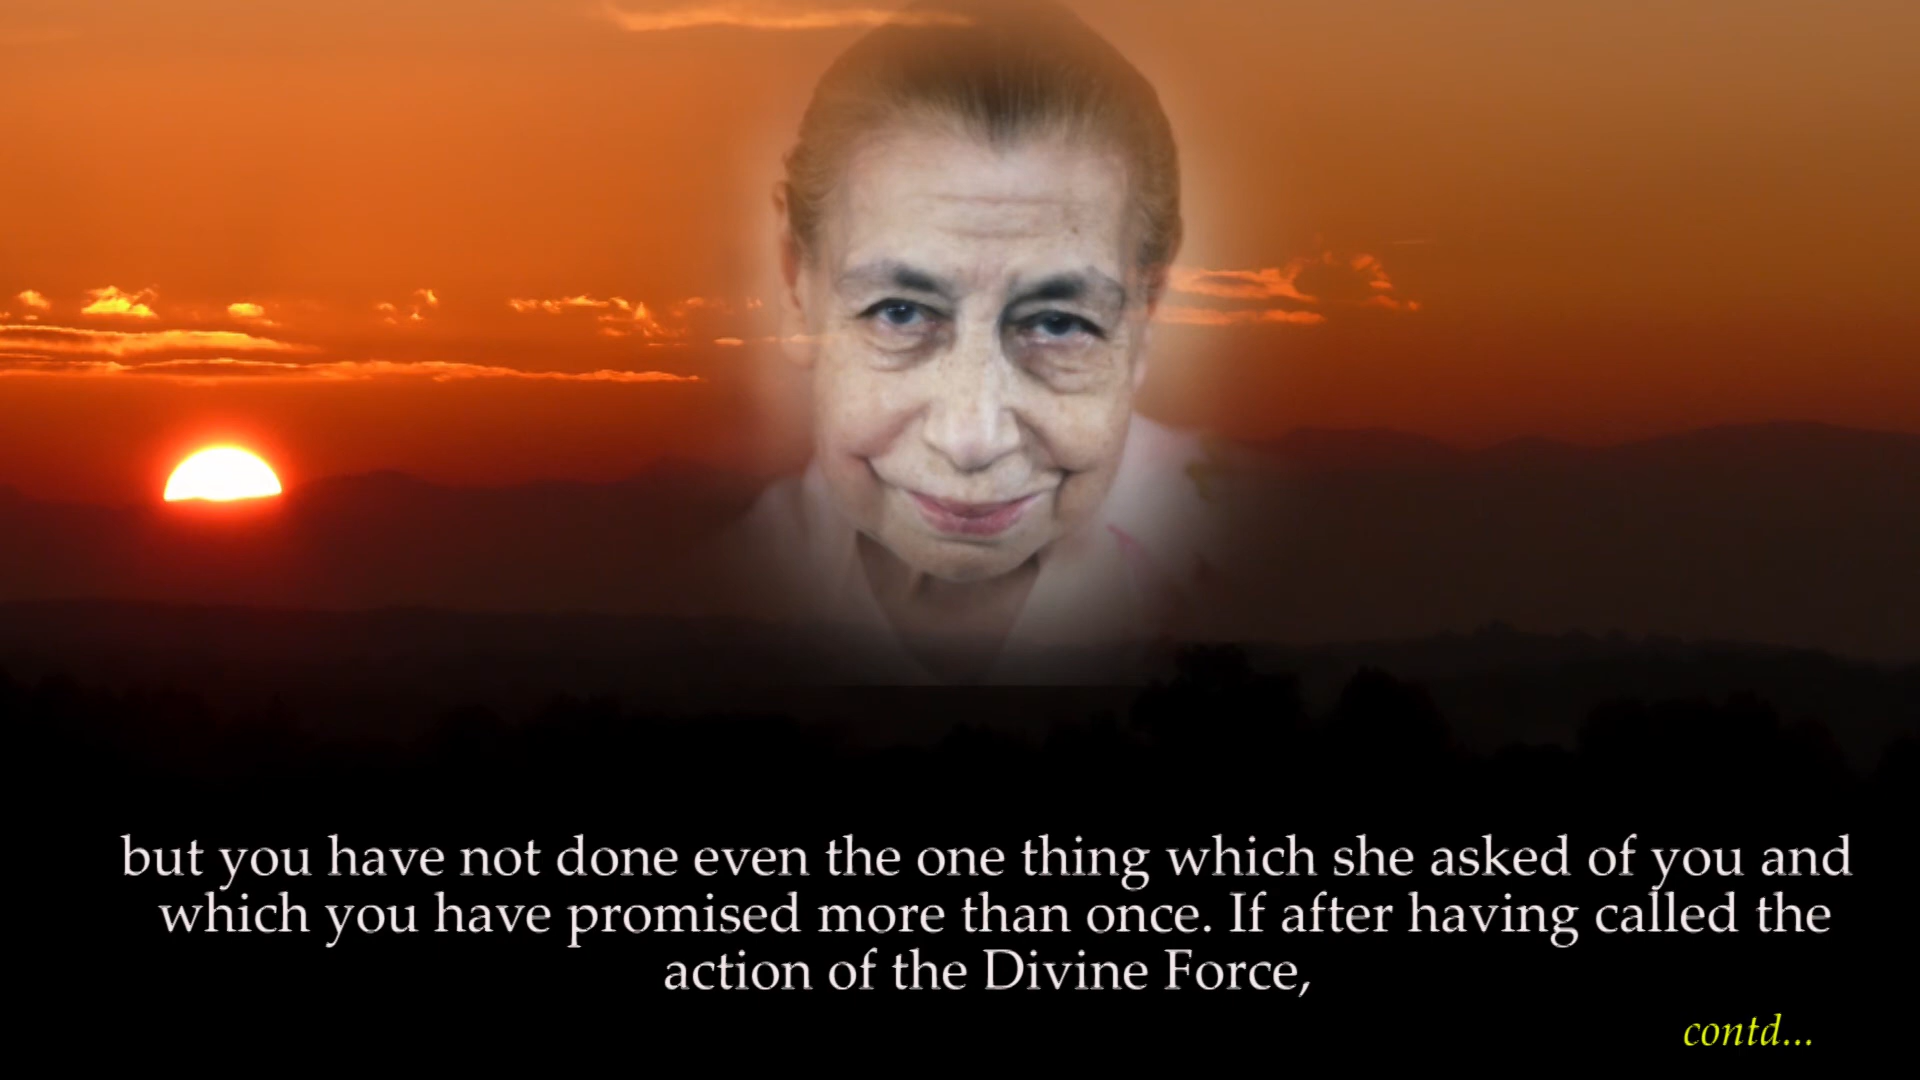 but you have not done even the one thing which she asked of you and
which you have promised more than once. If after having called the
action of the Divine Force,
contd...